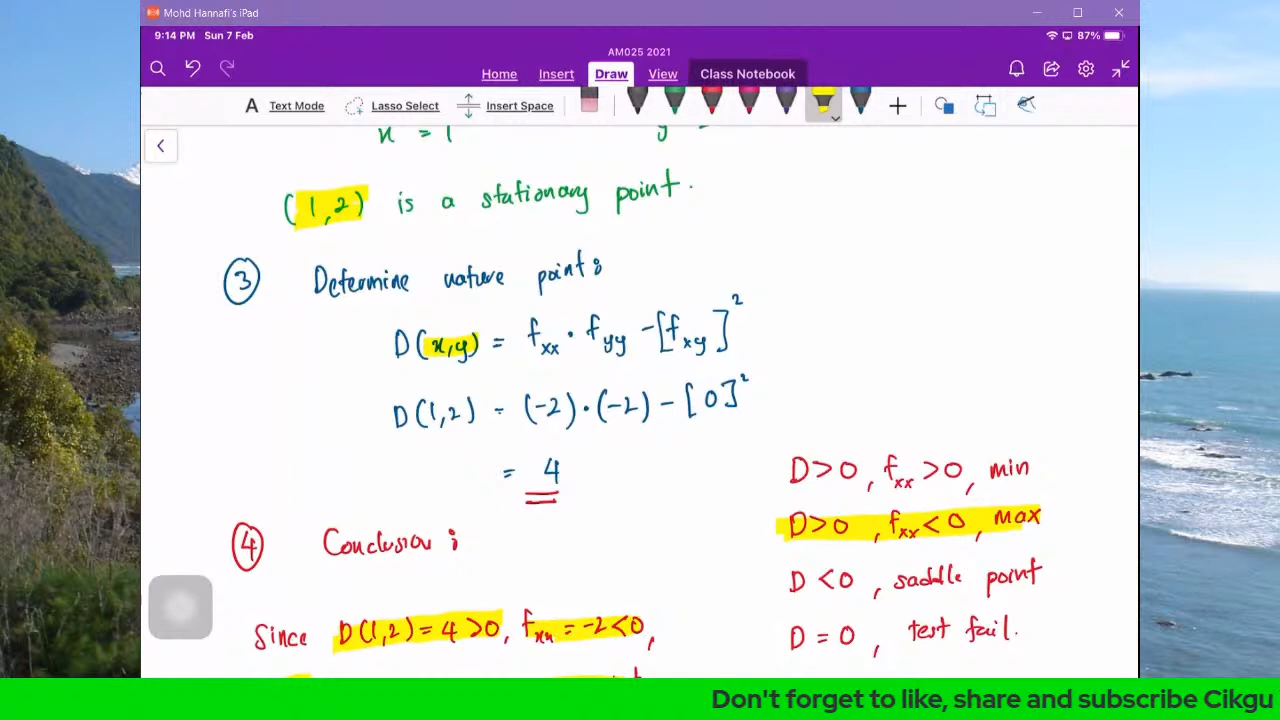 Mohd Hannafi's iPad
9:14 PM Sun 7 Feb
87%
AM025 2021
Home Insert Draw View Class Notebook
A Text Mode Lasso Select Insert Space
x = 1 y =
(1,2) is a stationary point.
③ Determine nature point:
D(x,y) = fxx · fyy - [fxy]²
D(1,2) = (-2)·(-2) - [0]²
= 4
D>0, fxx>0, min
D>0, fxx<0, max
④ Conclusion:
D<0, saddle point
Since D(1,2)=4>0, fxx=-2<0,
D=0, test fail.
Don't forget to like, share and subscribe Cikgu